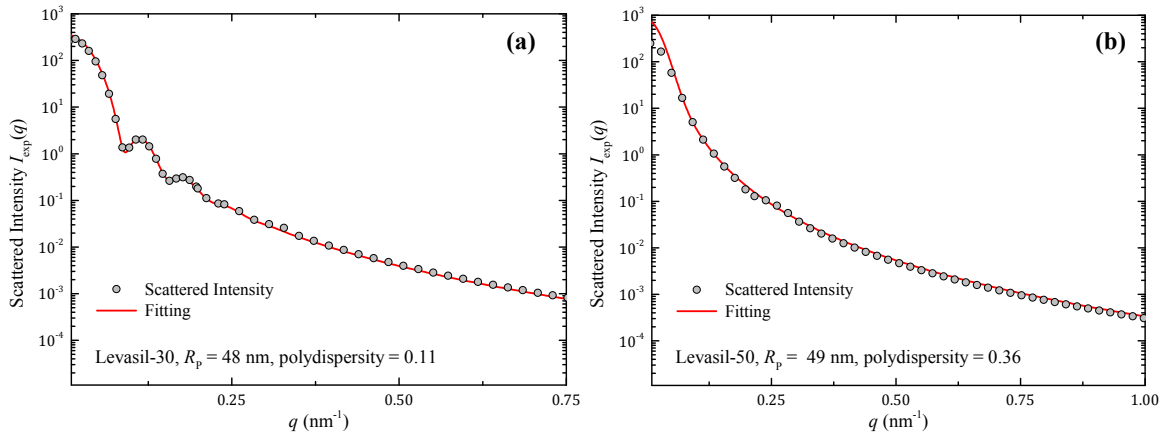 10³
10²
10¹
10⁰
10⁻¹
10⁻²
10⁻³
10⁻⁴
Scattered Intensity I_exp(q)
(a)
Scattered Intensity
Fitting
Levasil-30, R_P = 48 nm, polydispersity = 0.11
0.25 0.50 0.75
q (nm⁻¹)
10³
10²
10¹
10⁰
10⁻¹
10⁻²
10⁻³
10⁻⁴
Scattered Intensity I_exp(q)
(b)
Scattered Intensity
Fitting
Levasil-50, R_P = 49 nm, polydispersity = 0.36
0.25 0.50 0.75 1.00
q (nm⁻¹)